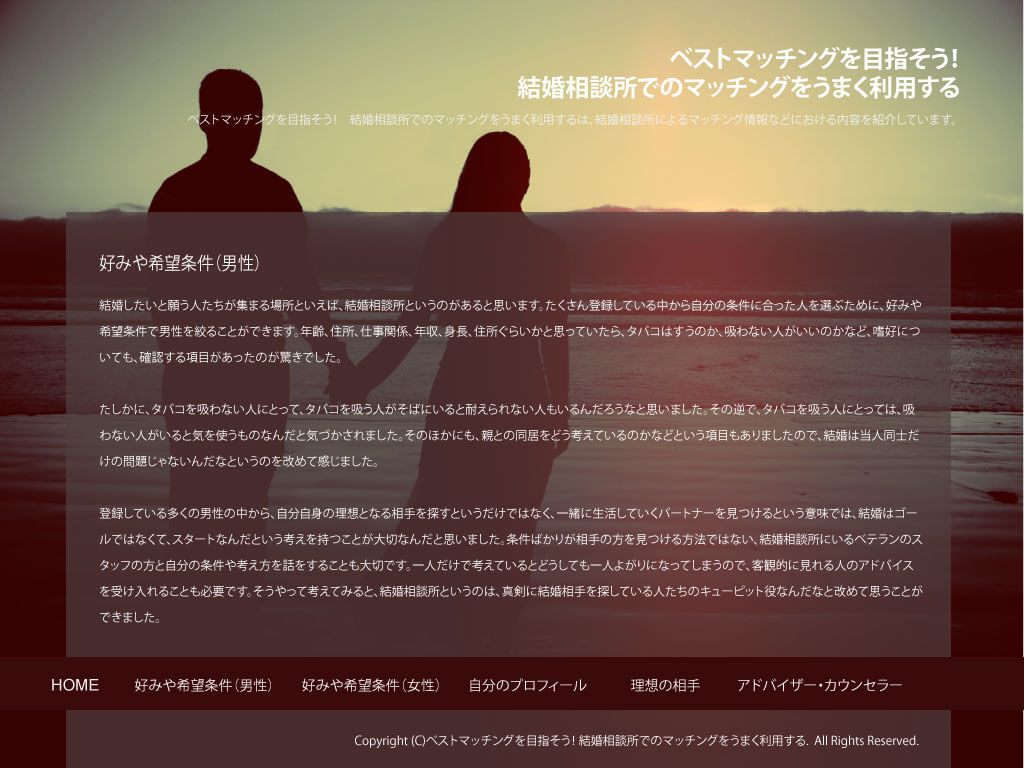 ベストマッチングを目指そう!
結婚相談所でのマッチングをうまく利用する
ベストマッチングを目指そう!　結婚相談所でのマッチングをうまく利用するは、結婚相談所によるマッチング情報などにおける内容を紹介しています。
好みや希望条件（男性）
結婚したいと願う人たちが集まる場所といえば、結婚相談所というのがあると思います。たくさん登録している中から自分の条件に合った人を選ぶために、好みや
希望条件で男性を絞ることができます。年齢、住所、仕事関係、年収、身長、住所ぐらいかと思っていたら、タバコはすうのか、吸わない人がいいのかなど、嗜好につ
いても、確認する項目があったのが驚きでした。
たしかに、タバコを吸わない人にとって、タバコを吸う人がそばにいると耐えられない人もいるんだろうなと思いました。その逆で、タバコを吸う人にとっては、吸
わない人がいると気を使うものなんだと気づかされました。そのほかにも、親との同居をどう考えているのかなどという項目もありましたので、結婚は当人同士だ
けの問題じゃないんだなというのを改めて感じました。
登録している多くの男性の中から、自分自身の理想となる相手を探すというだけではなく、一緒に生活していくパートナーを見つけるという意味では、結婚はゴー
ルではなくて、スタートなんだという考えを持つことが大切なんだと思いました。条件ばかりが相手の方を見つける方法ではない、結婚相談所にいるベテランのス
タッフの方と自分の条件や考え方を話をすることも大切です。一人だけで考えているとどうしても一人よがりになってしまうので、客観的に見れる人のアドバイス
を受け入れることも必要です。そうやって考えてみると、結婚相談所というのは、真剣に結婚相手を探している人たちのキューピット役なんだなと改めて思うことが
できました。
HOME 好みや希望条件（男性） 好みや希望条件（女性） 自分のプロフィール 理想の相手 アドバイザー・カウンセラー
Copyright (C)ベストマッチングを目指そう! 結婚相談所でのマッチングをうまく利用する. All Rights Reserved.